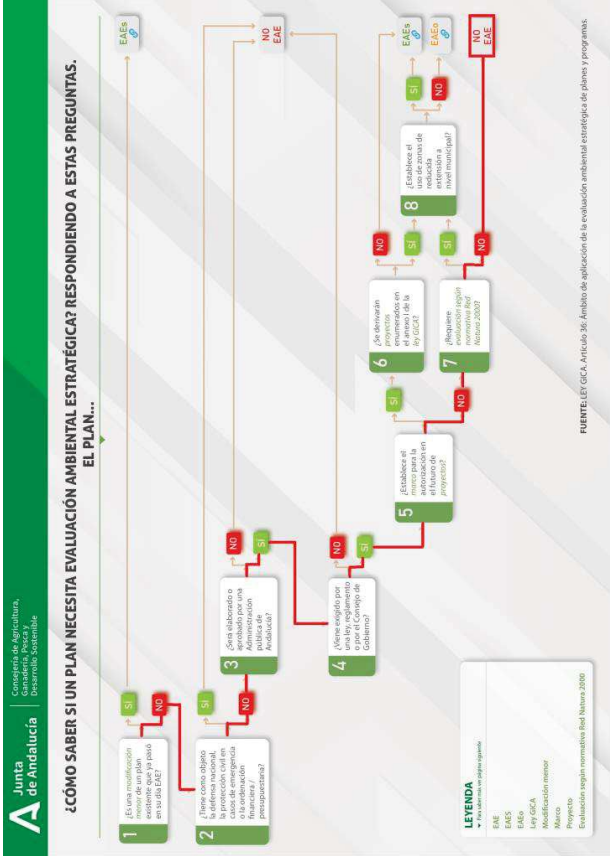 Junta
de Andalucía
Consejería de Agricultura,
Ganadería, Pesca y
Desarrollo Sostenible
¿CÓMO SABER SI UN PLAN NECESITA EVALUACIÓN AMBIENTAL ESTRATÉGICA? RESPONDIENDO A ESTAS PREGUNTAS.
EL PLAN...
1
¿Es una modificación
menor de un plan
existente que ya pasó
en su día EAE?
SÍ
NO
EAEs
2
¿Tiene como objeto
la defensa nacional,
la protección civil en
casos de emergencia
o la ordenación
financiera /
presupuestaria?
SÍ
NO
3
¿Será elaborado o
aprobado por una
Administración
pública de
Andalucía?
NO
SÍ
NO
EAE
4
¿Viene exigido por
una ley, reglamento
o por el Consejo de
Gobierno?
NO
SÍ
5
¿Establece el
marco para la
autorización en
el futuro de
proyectos?
SÍ
NO
6
¿Se derivarán
proyectos
enumerados en
el anexo I de la
ley GICA?
NO
SÍ
7
¿Requiere
evaluación según
normativa Red
Natura 2000?
SÍ
NO
8
¿Establece el
uso de zonas de
reducida
extensión a
nivel municipal?
SÍ
NO
EAEs
EAEo
NO
EAE
LEYENDA
Para saber más ver página siguiente
EAE
EAES
EAEo
Ley GICA
Modificación menor
Marco
Proyecto
Evaluación según normativa Red Natura 2000
FUENTE: LEY GICA. Artículo 36: Ámbito de aplicación de la evaluación ambiental estratégica de planes y programas.